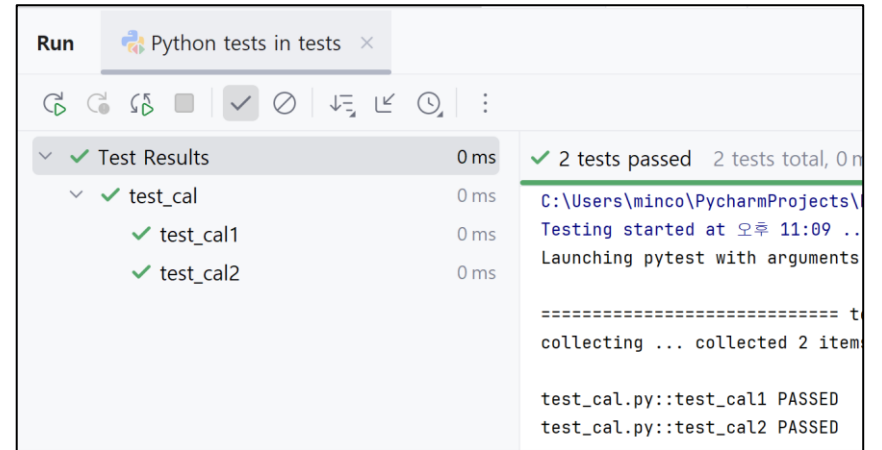 Run Python tests in tests
Test Results 0 ms
test_cal 0 ms
test_cal1 0 ms
test_cal2 0 ms
2 tests passed 2 tests total, 0
C:\Users\minco\PycharmProjects\
Testing started at 오후 11:09 ..
Launching pytest with arguments
=============================
collecting ... collected 2 items
test_cal.py::test_cal1 PASSED
test_cal.py::test_cal2 PASSED